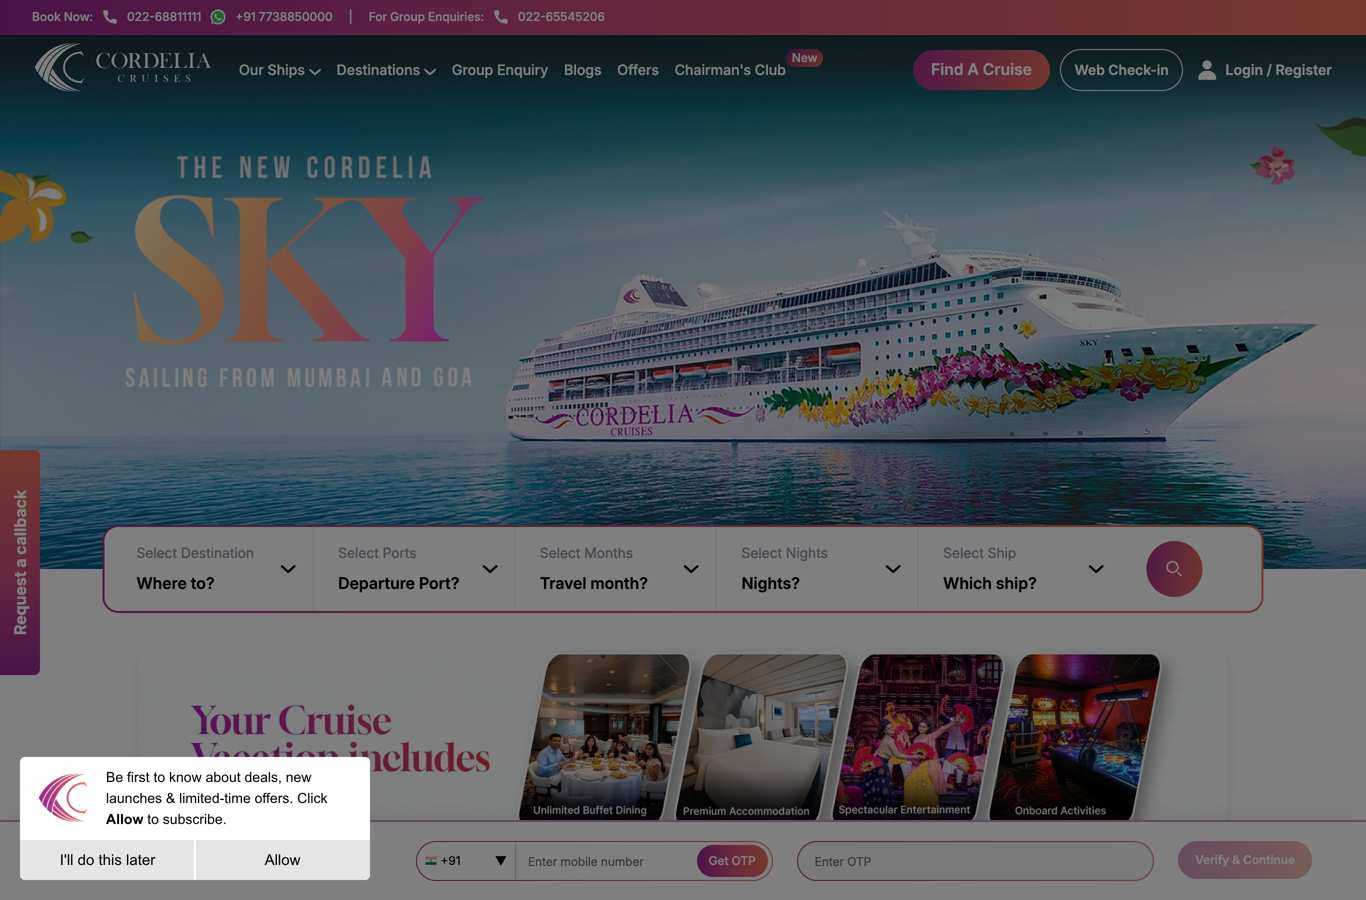 Book Now: 022-68811111 +91 7738850000 | For Group Enquiries: 022-65545206
CORDELIA
CRUISES
Our Ships Destinations Group Enquiry Blogs Offers Chairman's Club New Find A Cruise Web Check-in Login / Register
THE NEW CORDELIA
SKY
SAILING FROM MUMBAI AND GOA
SKY
CORDELIA
CRUISES
Request a callback
Select Destination Select Ports Select Months Select Nights Select Ship
Where to? Departure Port? Travel month? Nights? Which ship?
Your Cruise
Vacation includes
Unlimited Buffet Dining Premium Accommodation Spectacular Entertainment Onboard Activities
Be first to know about deals, new
launches & limited-time offers. Click
Allow to subscribe.
I'll do this later Allow
+91 Enter mobile number Get OTP Enter OTP Verify & Continue